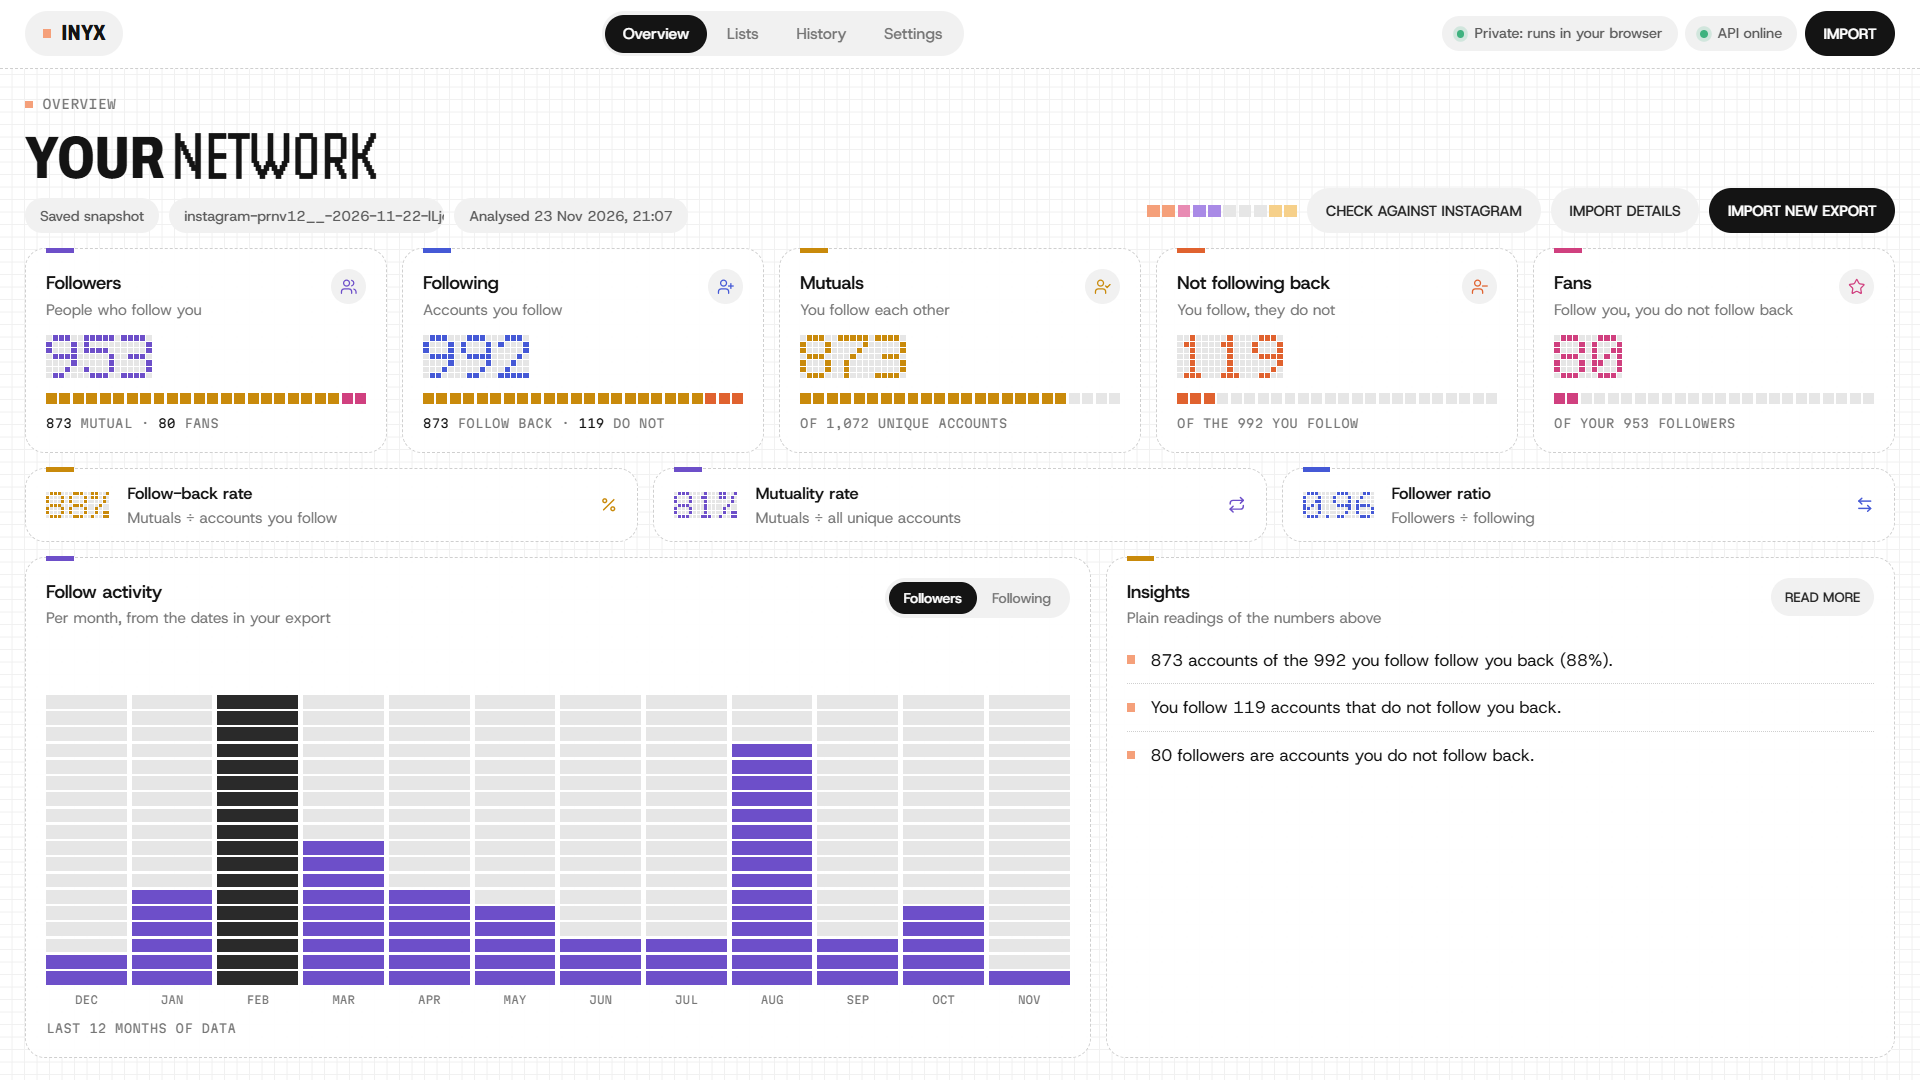 INYX
Overview
Lists
History
Settings
Private: runs in your browser
API online
IMPORT
OVERVIEW
YOUR NETWORK
Saved snapshot
Analysed 23 Nov 2026, 21:07
CHECK AGAINST INSTAGRAM
IMPORT DETAILS
IMPORT NEW EXPORT
Followers
People who follow you
953
873 MUTUAL · 80 FANS
Following
Accounts you follow
992
873 FOLLOW BACK · 119 DO NOT
Mutuals
You follow each other
873
OF 1,072 UNIQUE ACCOUNTS
Not following back
You follow, they do not
119
OF THE 992 YOU FOLLOW
Fans
Follow you, you do not follow back
80
OF YOUR 953 FOLLOWERS
88%
Follow-back rate
Mutuals ÷ accounts you follow
81%
Mutuality rate
Mutuals ÷ all unique accounts
0.96
Follower ratio
Followers ÷ following
Follow activity
Per month, from the dates in your export
Followers
Following
DEC JAN FEB MAR APR MAY JUN JUL AUG SEP OCT NOV
LAST 12 MONTHS OF DATA
Insights
Plain readings of the numbers above
READ MORE
873 accounts of the 992 you follow follow you back (88%).
You follow 119 accounts that do not follow you back.
80 followers are accounts you do not follow back.